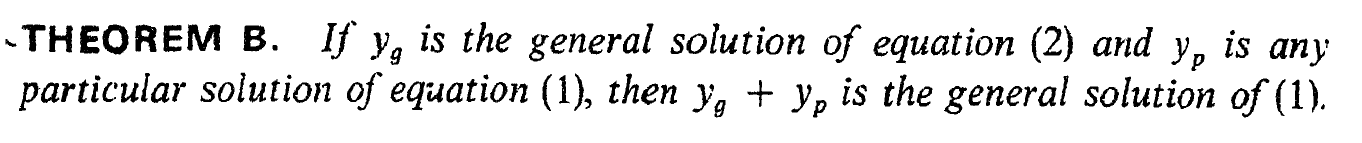 THEOREM B. If y_g is the general solution of equation (2) and y_p is any
particular solution of equation (1), then y_g + y_p is the general solution of (1).